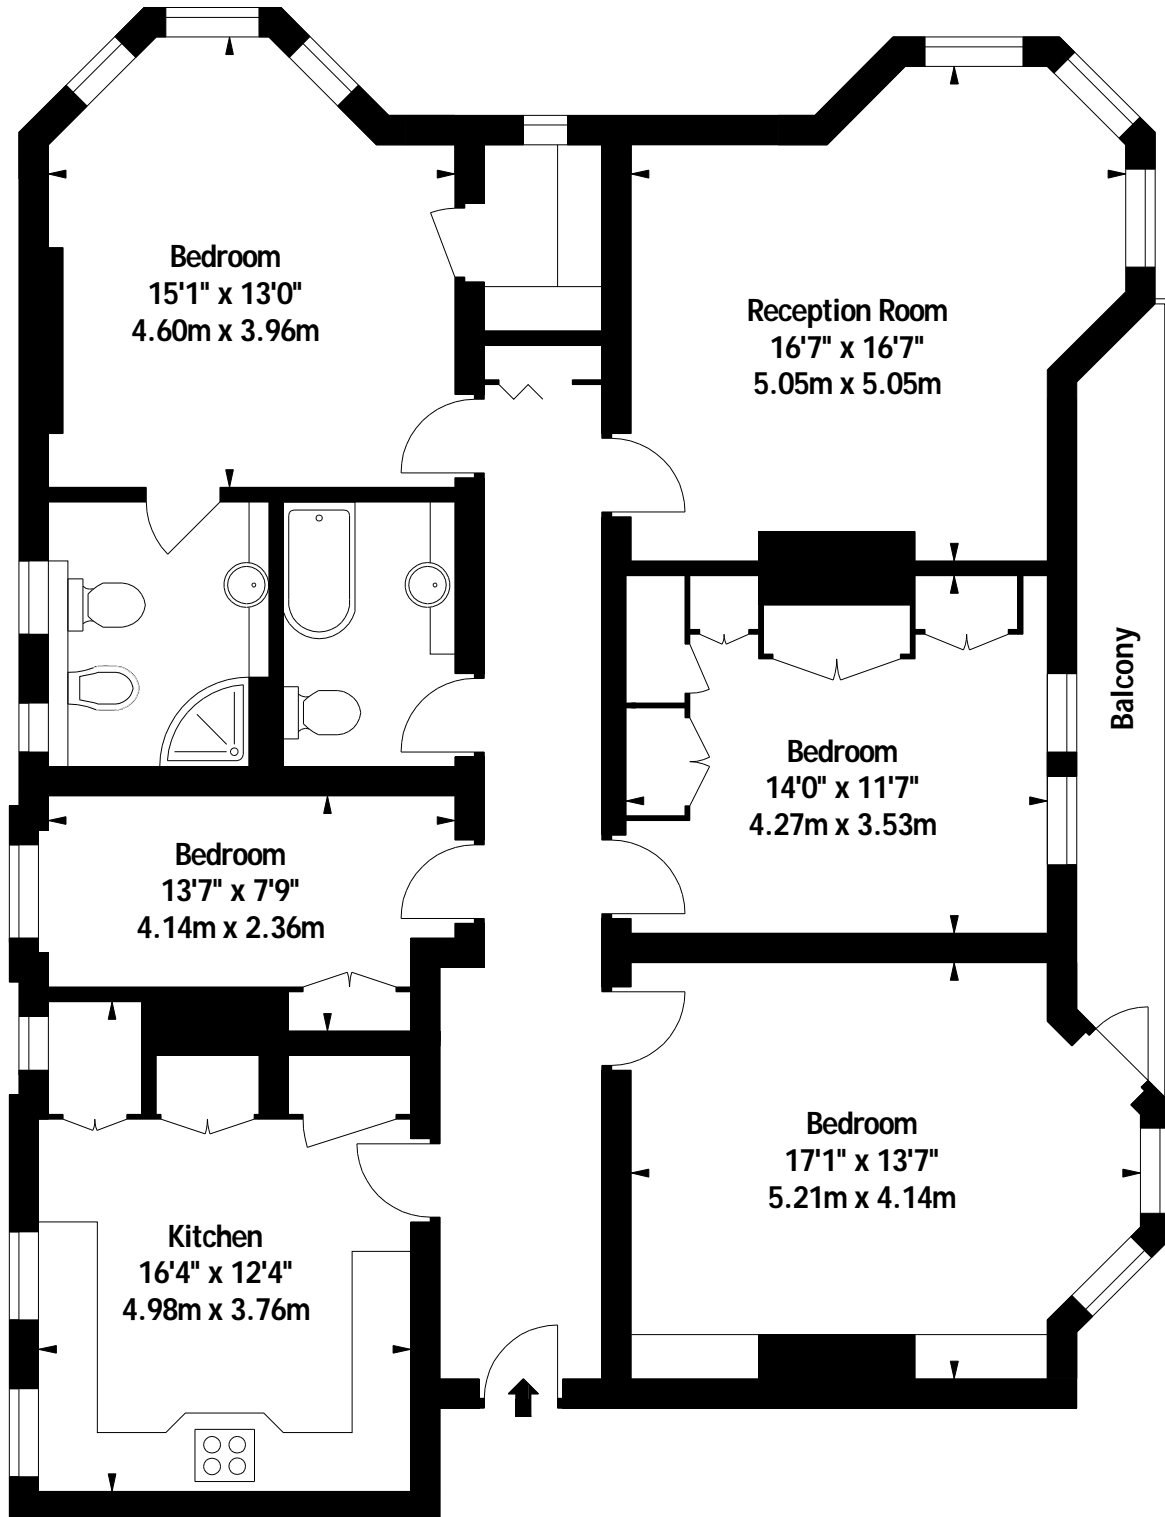 Bedroom
15'1" x 13'0"
4.60m x 3.96m
Reception Room
16'7" x 16'7"
5.05m x 5.05m
Balcony
Bedroom
14'0" x 11'7"
4.27m x 3.53m
Bedroom
13'7" x 7'9"
4.14m x 2.36m
Bedroom
17'1" x 13'7"
5.21m x 4.14m
Kitchen
16'4" x 12'4"
4.98m x 3.76m